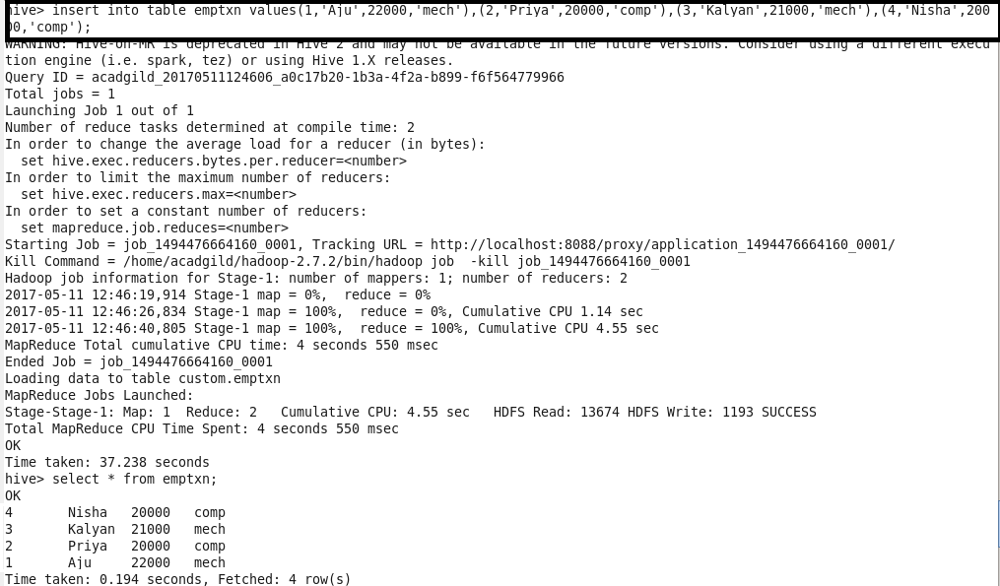 hive> insert into table emptxn values(1,'Aju',22000,'mech'),(2,'Priya',20000,'comp'),(3,'Kalyan',21000,'mech'),(4,'Nisha',200
00,'comp');
WARNING: Hive-on-MR is deprecated in Hive 2 and may not be available in the future versions. Consider using a different execu
tion engine (i.e. spark, tez) or using Hive 1.X releases.
Query ID = acadgild_20170511124606_a0c17b20-1b3a-4f2a-b899-f6f564779966
Total jobs = 1
Launching Job 1 out of 1
Number of reduce tasks determined at compile time: 2
In order to change the average load for a reducer (in bytes):
  set hive.exec.reducers.bytes.per.reducer=<number>
In order to limit the maximum number of reducers:
  set hive.exec.reducers.max=<number>
In order to set a constant number of reducers:
  set mapreduce.job.reduces=<number>
Starting Job = job_1494476664160_0001, Tracking URL = http://localhost:8088/proxy/application_1494476664160_0001/
Kill Command = /home/acadgild/hadoop-2.7.2/bin/hadoop job  -kill job_1494476664160_0001
Hadoop job information for Stage-1: number of mappers: 1; number of reducers: 2
2017-05-11 12:46:19,914 Stage-1 map = 0%,  reduce = 0%
2017-05-11 12:46:26,834 Stage-1 map = 100%,  reduce = 0%, Cumulative CPU 1.14 sec
2017-05-11 12:46:40,805 Stage-1 map = 100%,  reduce = 100%, Cumulative CPU 4.55 sec
MapReduce Total cumulative CPU time: 4 seconds 550 msec
Ended Job = job_1494476664160_0001
Loading data to table custom.emptxn
MapReduce Jobs Launched:
Stage-Stage-1: Map: 1  Reduce: 2   Cumulative CPU: 4.55 sec   HDFS Read: 13674 HDFS Write: 1193 SUCCESS
Total MapReduce CPU Time Spent: 4 seconds 550 msec
OK
Time taken: 37.238 seconds
hive> select * from emptxn;
OK
4       Nisha   20000   comp
3       Kalyan  21000   mech
2       Priya   20000   comp
1       Aju     22000   mech
Time taken: 0.194 seconds, Fetched: 4 row(s)